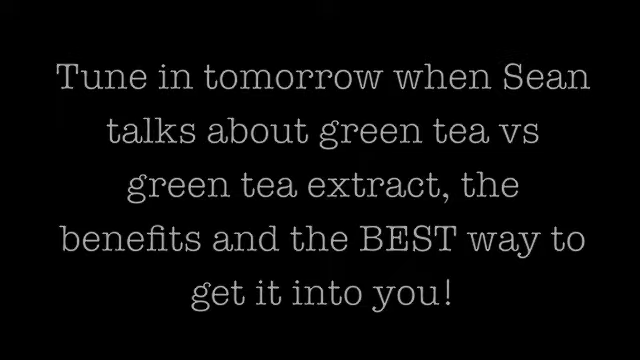 Tune in tomorrow when Sean
talks about green tea vs
green tea extract, the
benefits and the BEST way to
get it into you!